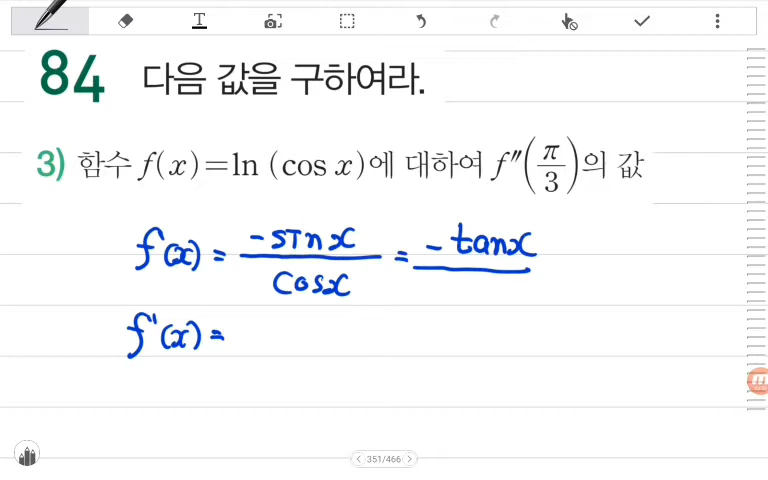 T
84 다음 값을 구하여라.
3) 함수 f(x)=ln (cos x)에 대하여 f″(π/3)의 값
f'(x) = -sinx/cosx = -tanx
f"(x) =
351/466